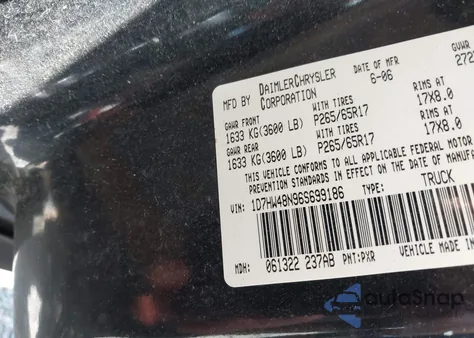 MFD BY DAIMLERCHRYSLER CORPORATION
DATE OF MFR 6-06
GVWR
GAWR FRONT WITH TIRES RIMS AT
1633 KG(3600 LB) P265/65R17 17X8.0
GAWR REAR WITH TIRES RIMS AT
1633 KG(3600 LB) P265/65R17 17X8.0
THIS VEHICLE CONFORMS TO ALL APPLICABLE FEDERAL MOTOR
PREVENTION STANDARDS IN EFFECT ON THE DATE OF
VIN: 1D7HW48N96S699186 TYPE: TRUCK
MDH: 061322 237AB PNT:PXR VEHICLE MADE IN
autoSnap